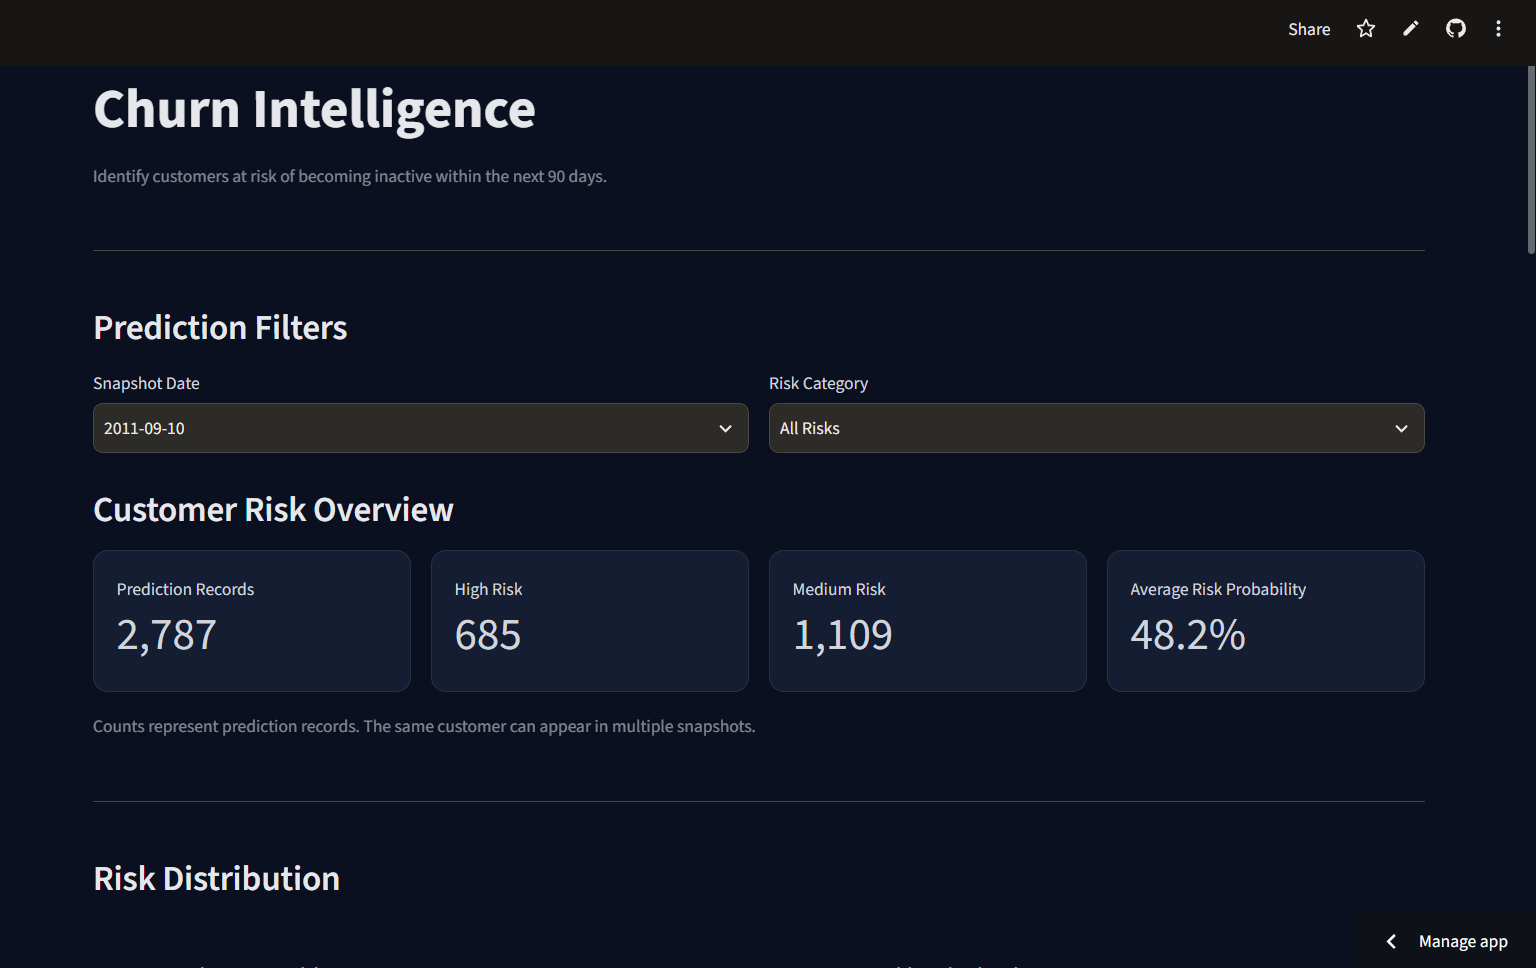 Share
Churn Intelligence
Identify customers at risk of becoming inactive within the next 90 days.
Prediction Filters
Snapshot Date
Risk Category
2011-09-10
All Risks
Customer Risk Overview
Prediction Records
High Risk
Medium Risk
Average Risk Probability
2,787
685
1,109
48.2%
Counts represent prediction records. The same customer can appear in multiple snapshots.
Risk Distribution
Manage app